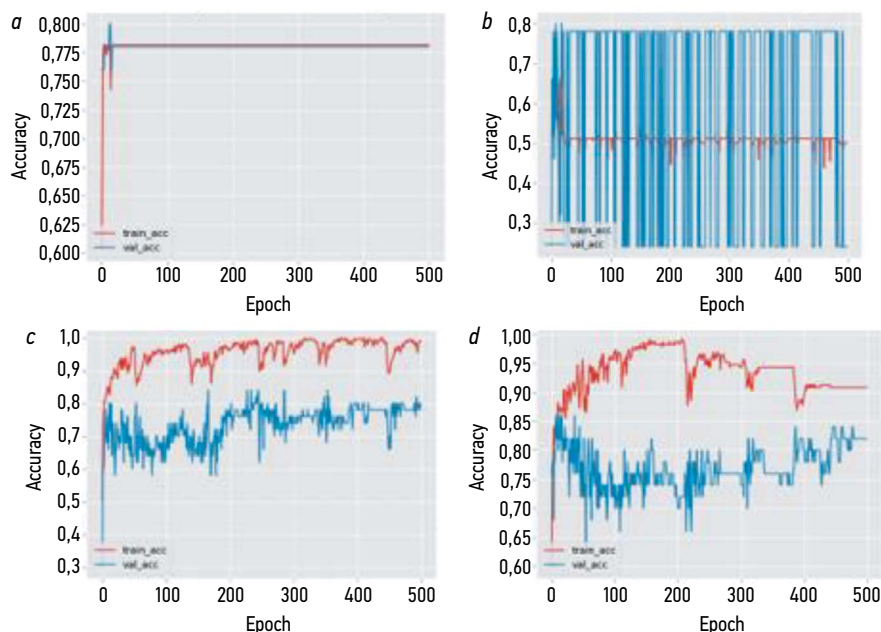 a
0,800
0,775
0,750
0,725
0,700
0,675
0,650
0,625
0,600
Accuracy
train_acc
val_acc
0 100 200 300 400 500
Epoch
b
0,8
0,7
0,6
0,5
0,4
0,3
Accuracy
train_acc
val_acc
0 100 200 300 400 500
Epoch
c
1,0
0,9
0,8
0,7
0,6
0,5
0,4
0,3
Accuracy
train_acc
val_acc
0 100 200 300 400 500
Epoch
d
1,00
0,95
0,90
0,85
0,80
0,75
0,70
0,65
0,60
Accuracy
train_acc
val_acc
0 100 200 300 400 500
Epoch